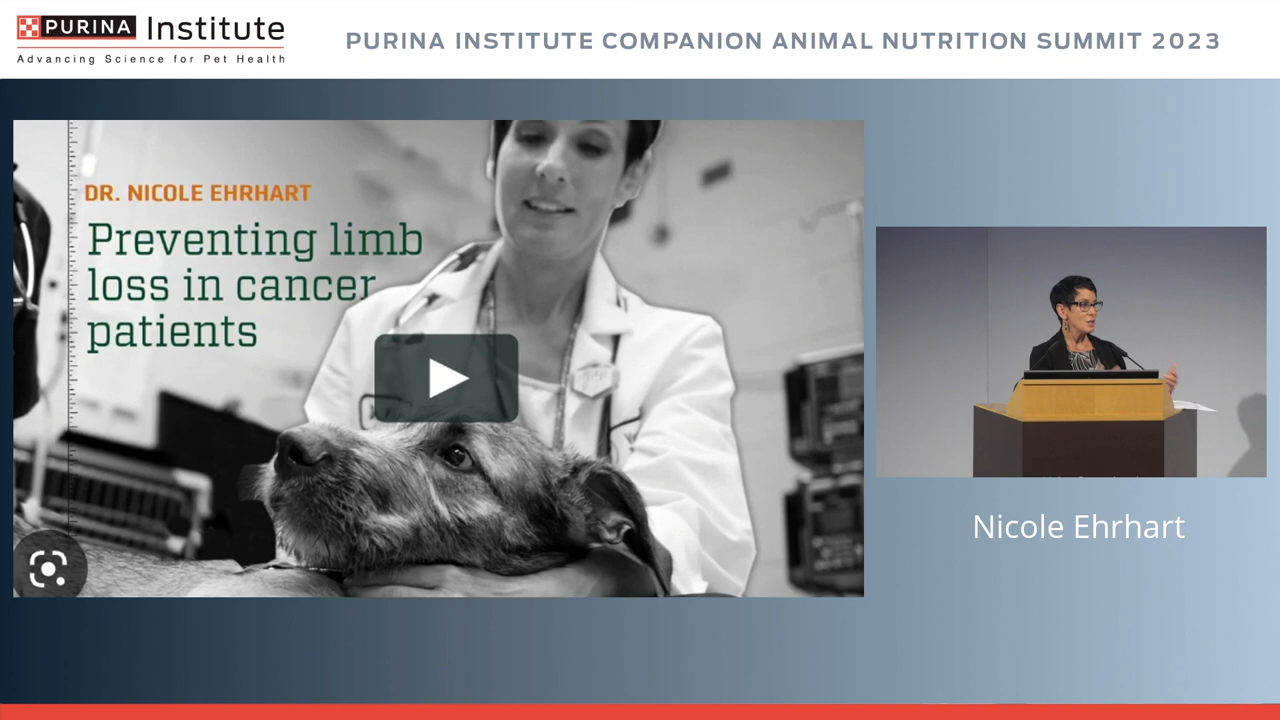 PURINA Institute
Advancing Science for Pet Health
PURINA INSTITUTE COMPANION ANIMAL NUTRITION SUMMIT 2023
DR. NICOLE EHRHART
Preventing limb
loss in cancer
patients
Nicole Ehrhart